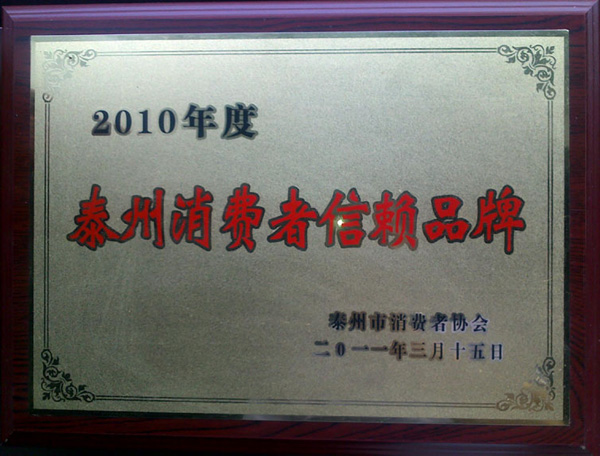 2010年度
泰州消费者信赖品牌
泰州市消费者协会
二〇一一年三月十五日